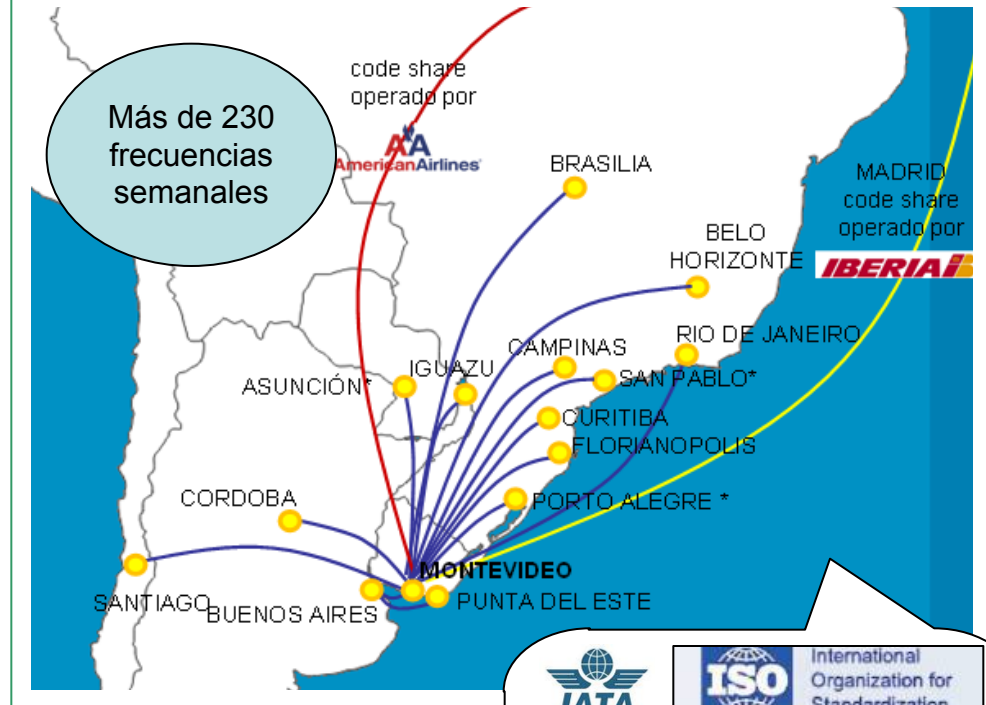 Más de 230
frecuencias
semanales
code share
operado por
AA
AmericanAirlines
BRASILIA
MADRID
code share
operado por
IBERIA
BELO
HORIZONTE
RIO DE JANEIRO
CAMPINAS
IGUAZU
ASUNCIÓN*
SAN PABLO*
CURITIBA
FLORIANOPOLIS
CORDOBA
PORTO ALEGRE *
MONTEVIDEO
SANTIAGO
BUENOS AIRES
PUNTA DEL ESTE
IATA
ISO
International
Organization for
Standardization